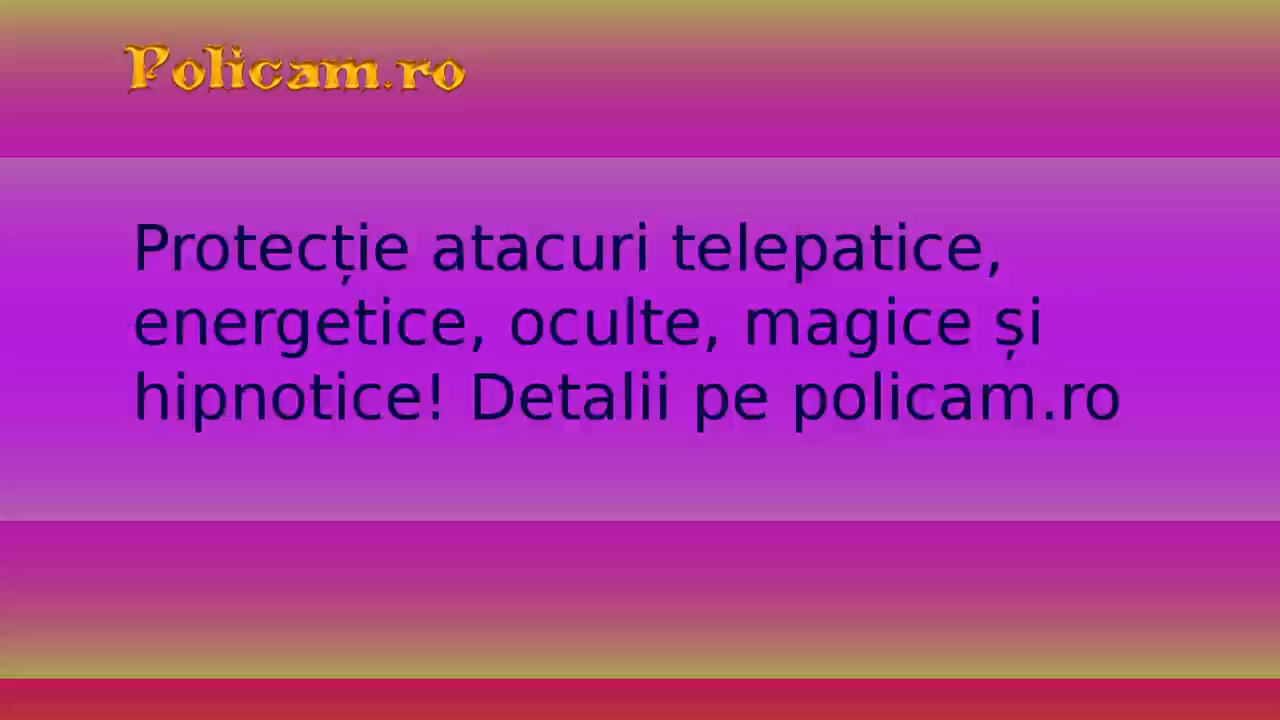 Policam.ro
Protecție atacuri telepatice,
energetice, oculte, magice și
hipnotice! Detalii pe policam.ro